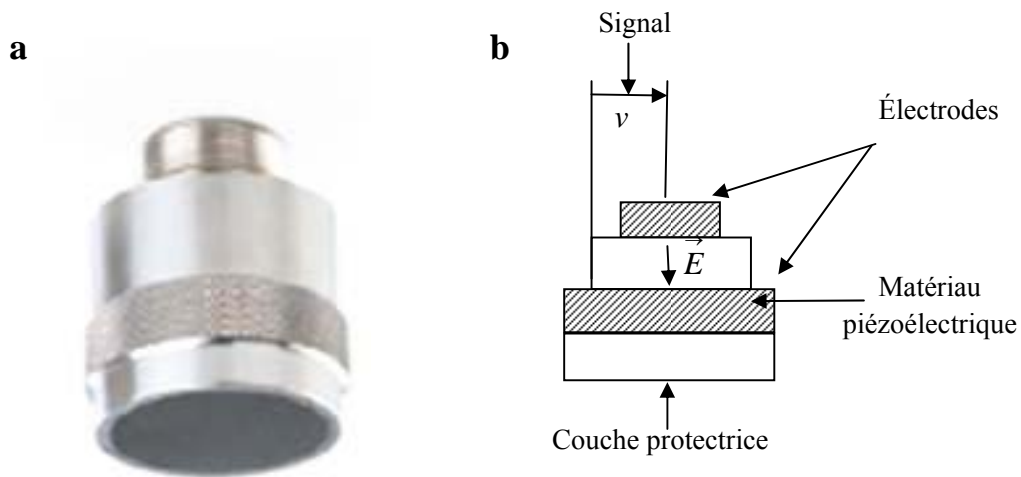 a
b
Signal
v
Électrodes
E
Matériau
piézoélectrique
Couche protectrice